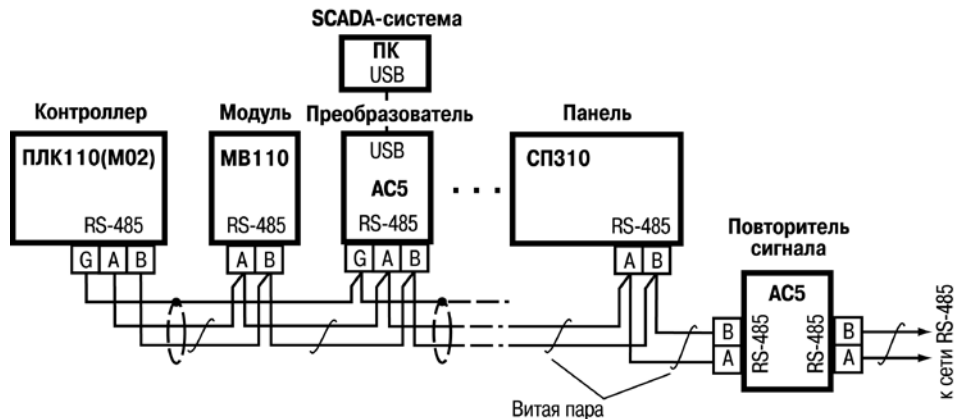 SCADA-система
ПК
USB
Контроллер
Модуль
Преобразователь
Панель
ПЛК110(М02)
RS-485
G A B
МВ110
RS-485
A B
USB
АС5
RS-485
G A B
СП310
RS-485
A B
Повторитель
сигнала
АС5
B
A
RS-485
RS-485
B
A
к сети RS-485
Витая пара